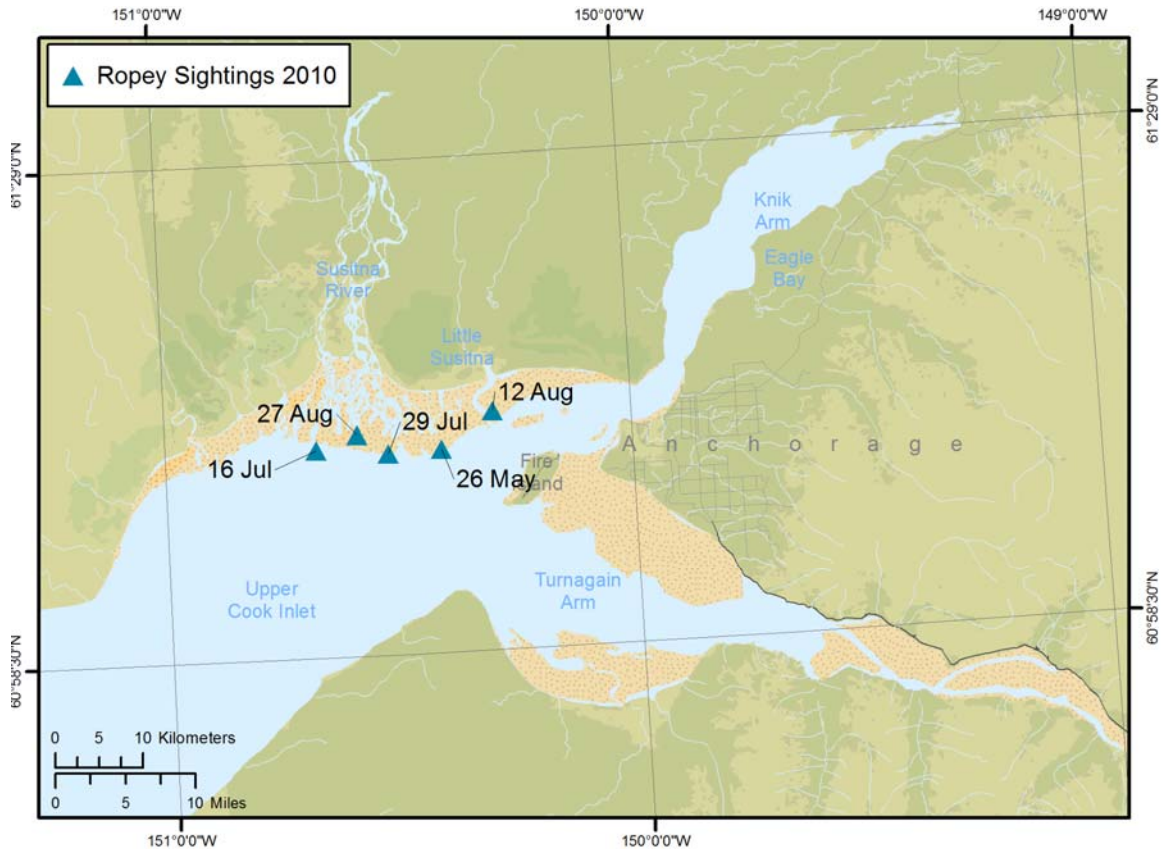 151°0'0"W
150°0'0"W
149°0'0"W
Ropey Sightings 2010
61°29'0"N
61°29'0"N
Knik
Arm
Eagle
Bay
Susitna
River
Little
Susitna
12 Aug
27 Aug
29 Jul
Anchorage
16 Jul
26 May
Fire
Island
Upper
Cook Inlet
Turnagain
Arm
60°58'30"N
60°58'30"N
0 5 10 Kilometers
0 5 10 Miles
151°0'0"W
150°0'0"W